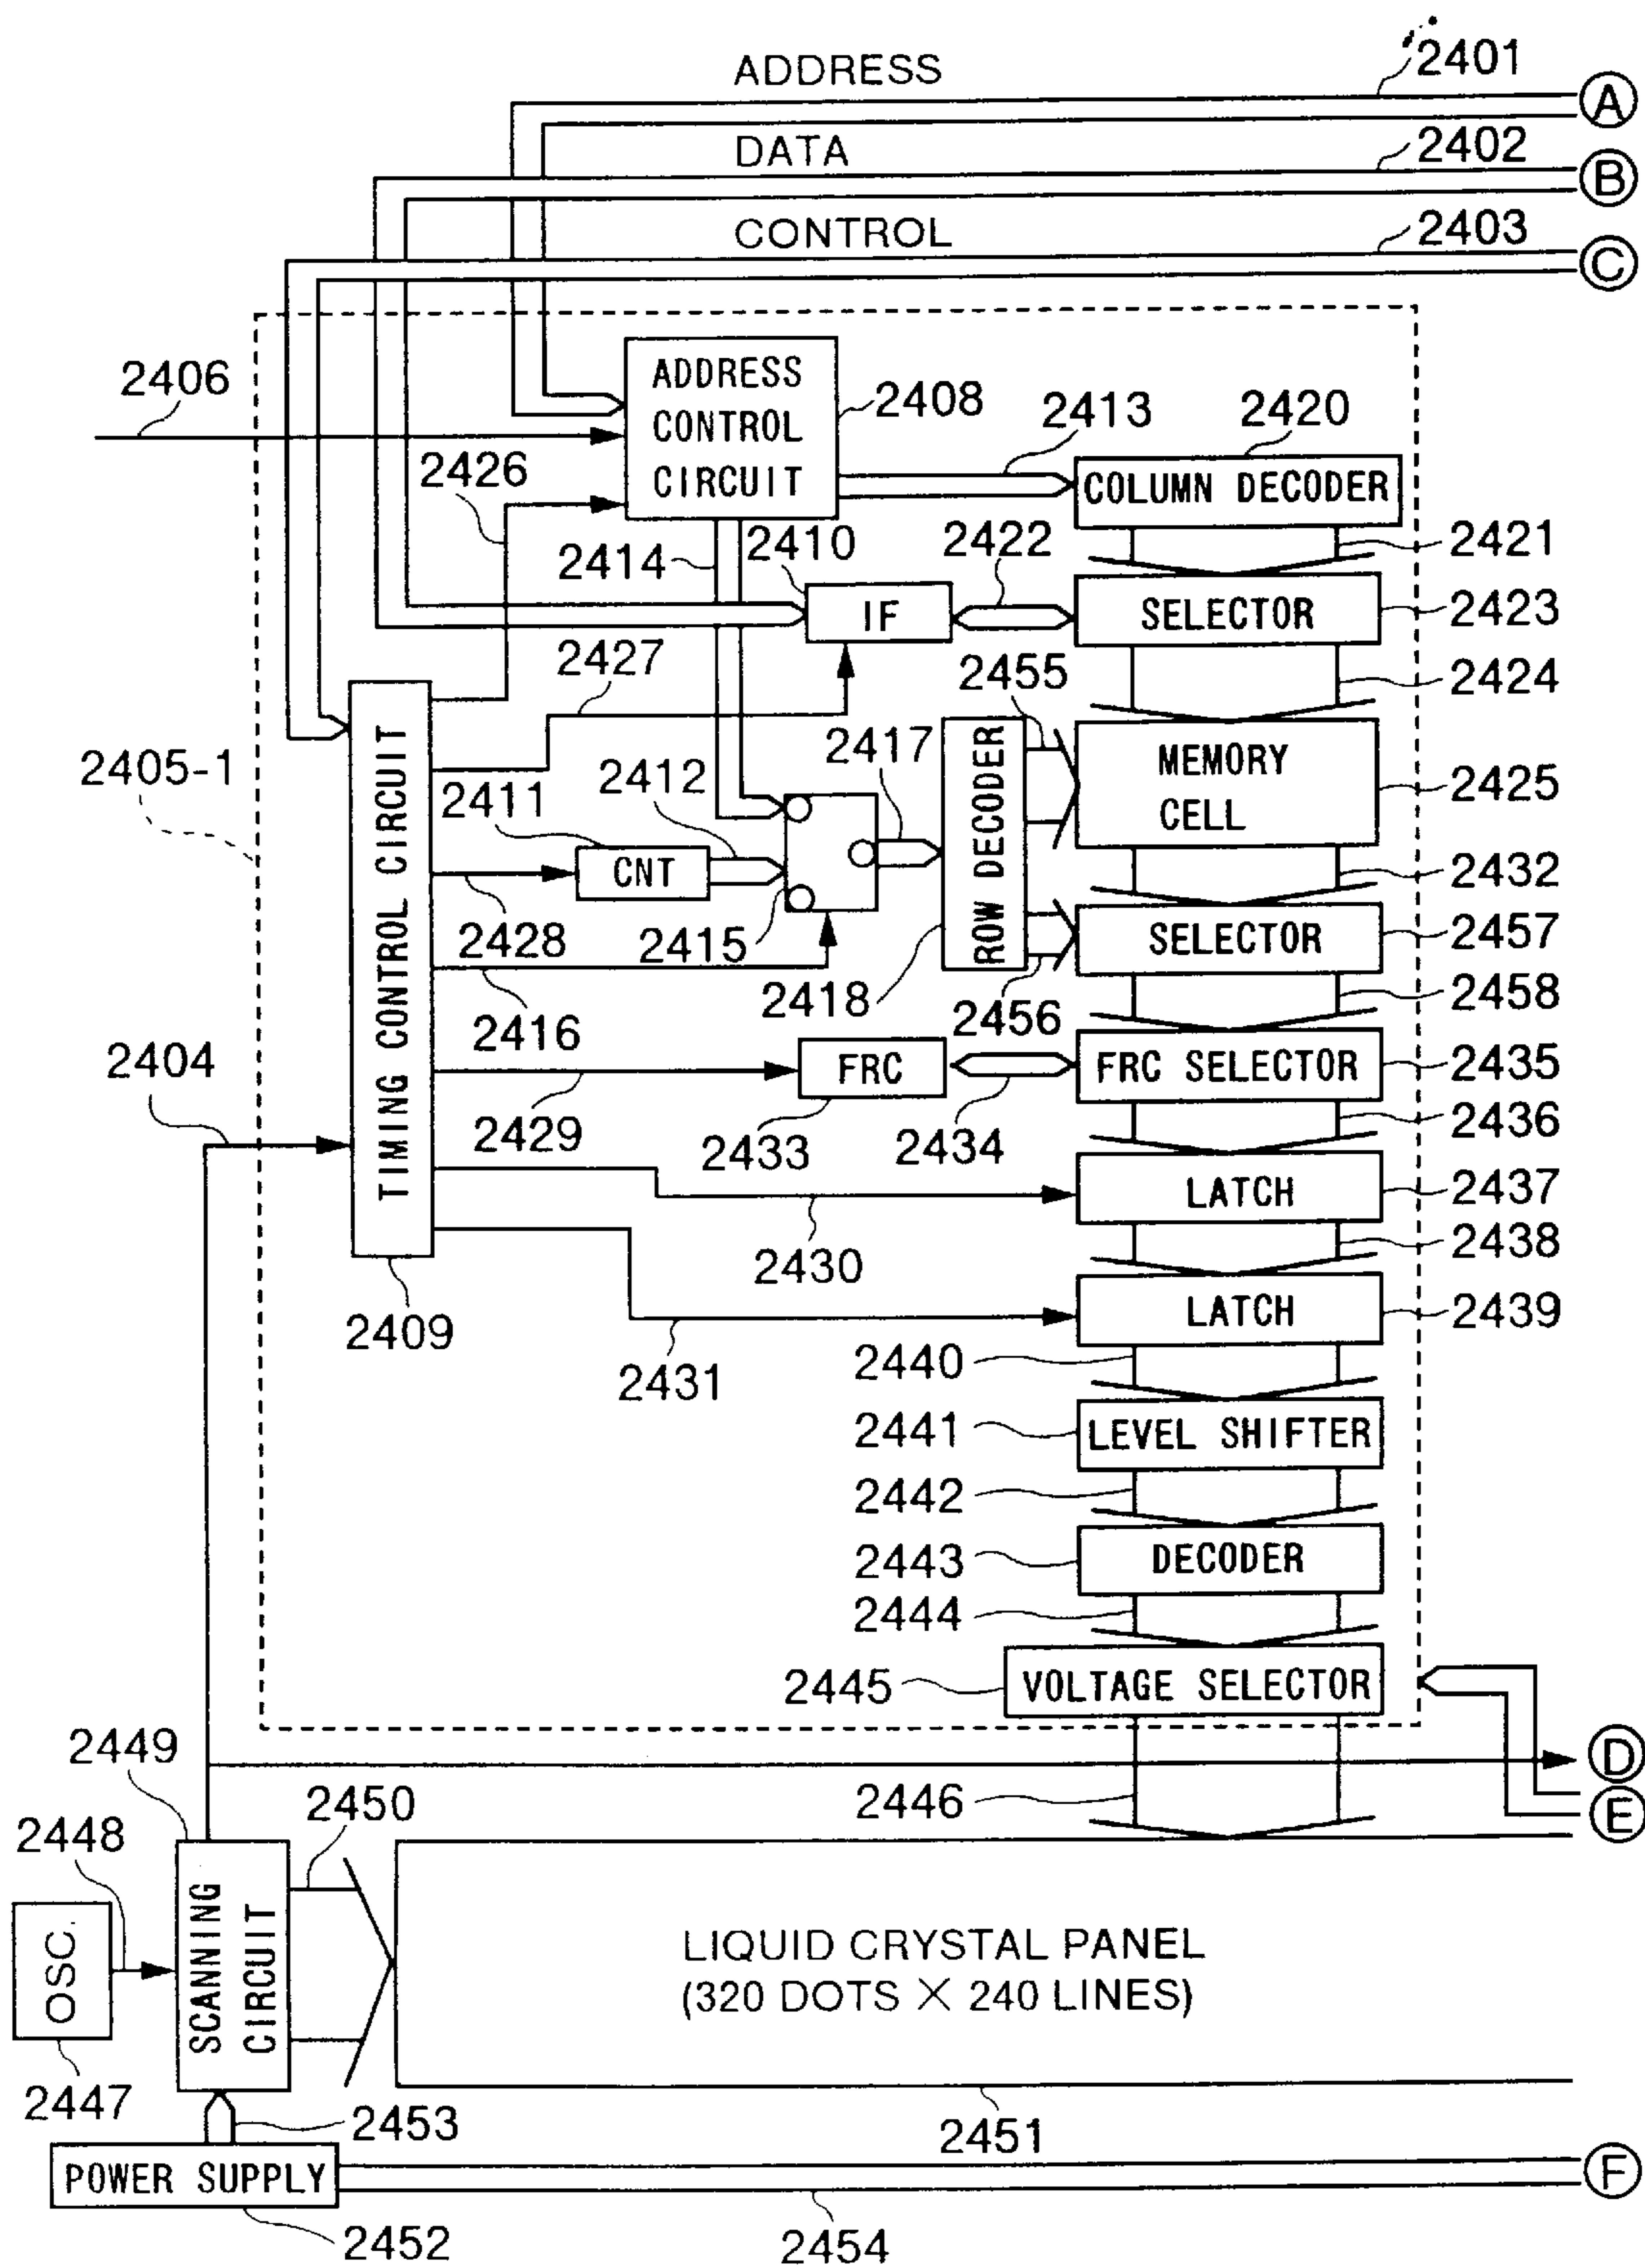 ADDRESS
2401
A
DATA
2402
B
CONTROL
2403
C
2406
ADDRESS
CONTROL
CIRCUIT
2408
2413
2420
2426
COLUMN DECODER
2414
2410
2422
2421
IF
SELECTOR
2423
2427
2455
2424
2405-1
2411
2412
2417
MEMORY
CELL
2425
TIMING CONTROL CIRCUIT
CNT
ROW DECODER
2432
2428
2415
SELECTOR
2457
2418
2458
2416
2456
2404
FRC
FRC SELECTOR
2435
2429
2433
2434
2436
LATCH
2437
2430
2438
2409
LATCH
2439
2431
2440
2441
LEVEL SHIFTER
2442
2443
DECODER
2444
2445
VOLTAGE SELECTOR
2449
D
2450
2446
E
2448
OSC.
SCANNING
CIRCUIT
LIQUID CRYSTAL PANEL
(320 DOTS × 240 LINES)
2447
2453
2451
POWER SUPPLY
F
2452
2454